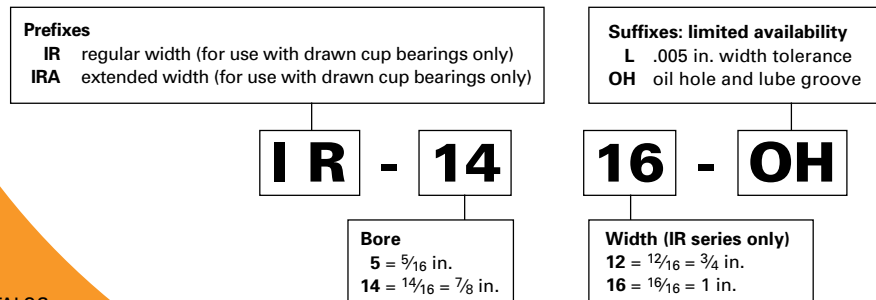 Prefixes
IR regular width (for use with drawn cup bearings only)
IRA extended width (for use with drawn cup bearings only)
Suffixes: limited availability
L .005 in. width tolerance
OH oil hole and lube groove
IR - 14 16 - OH
Bore
5 = 5/16 in.
14 = 14/16 = 7/8 in.
Width (IR series only)
12 = 12/16 = 3/4 in.
16 = 16/16 = 1 in.